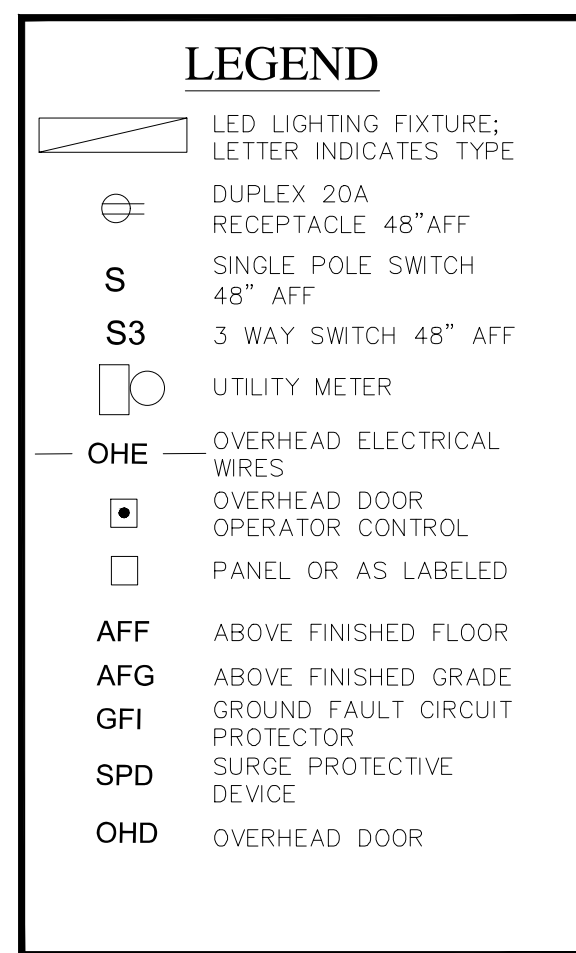 LEGEND
LED LIGHTING FIXTURE;
LETTER INDICATES TYPE
DUPLEX 20A
RECEPTACLE 48"AFF
S SINGLE POLE SWITCH
48" AFF
S3 3 WAY SWITCH 48" AFF
UTILITY METER
OHE OVERHEAD ELECTRICAL
WIRES
OVERHEAD DOOR
OPERATOR CONTROL
PANEL OR AS LABELED
AFF ABOVE FINISHED FLOOR
AFG ABOVE FINISHED GRADE
GFI GROUND FAULT CIRCUIT
PROTECTOR
SPD SURGE PROTECTIVE
DEVICE
OHD OVERHEAD DOOR